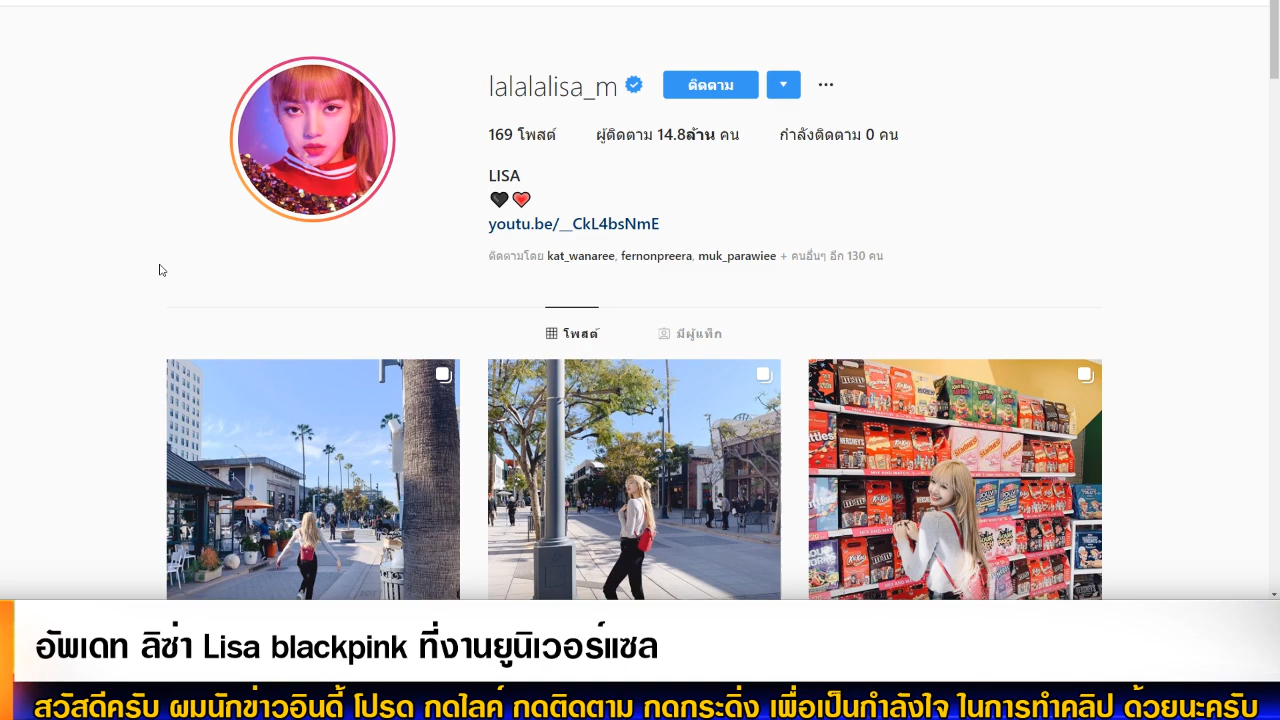 lalalalisa_m ติดตาม
169 โพสต์ ผู้ติดตาม 14.8ล้าน คน กำลังติดตาม 0 คน
LISA
🖤❤️
youtu.be/__CkL4bsNmE
ติดตามโดย kat_wanaree, fernonpreera, muk_parawiee + คนอื่นๆ อีก 130 คน
โพสต์ มีผู้แท็ก
HERSHEY'S
อัพเดท ลิซ่า Lisa blackpink ที่งานยูนิเวอร์แซล
สวัสดีครับ ผมนักข่าวอินดี้ โปรด กดไลค์ กดติดตาม กดกระดิ่ง เพื่อเป็นกำลังใจ ในการทำคลิป ด้วยนะครับ